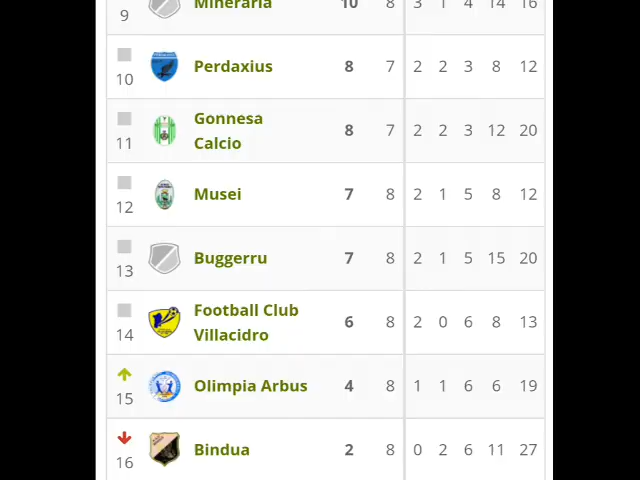 9 Mineraria 10 8 3 1 4 14 16
10 Perdaxius 8 7 2 2 3 8 12
11 Gonnesa Calcio 8 7 2 2 3 12 20
12 Musei 7 8 2 1 5 8 12
13 Buggerru 7 8 2 1 5 15 20
14 Football Club Villacidro 6 8 2 0 6 8 13
15 Olimpia Arbus 4 8 1 1 6 6 19
16 Bindua 2 8 0 2 6 11 27